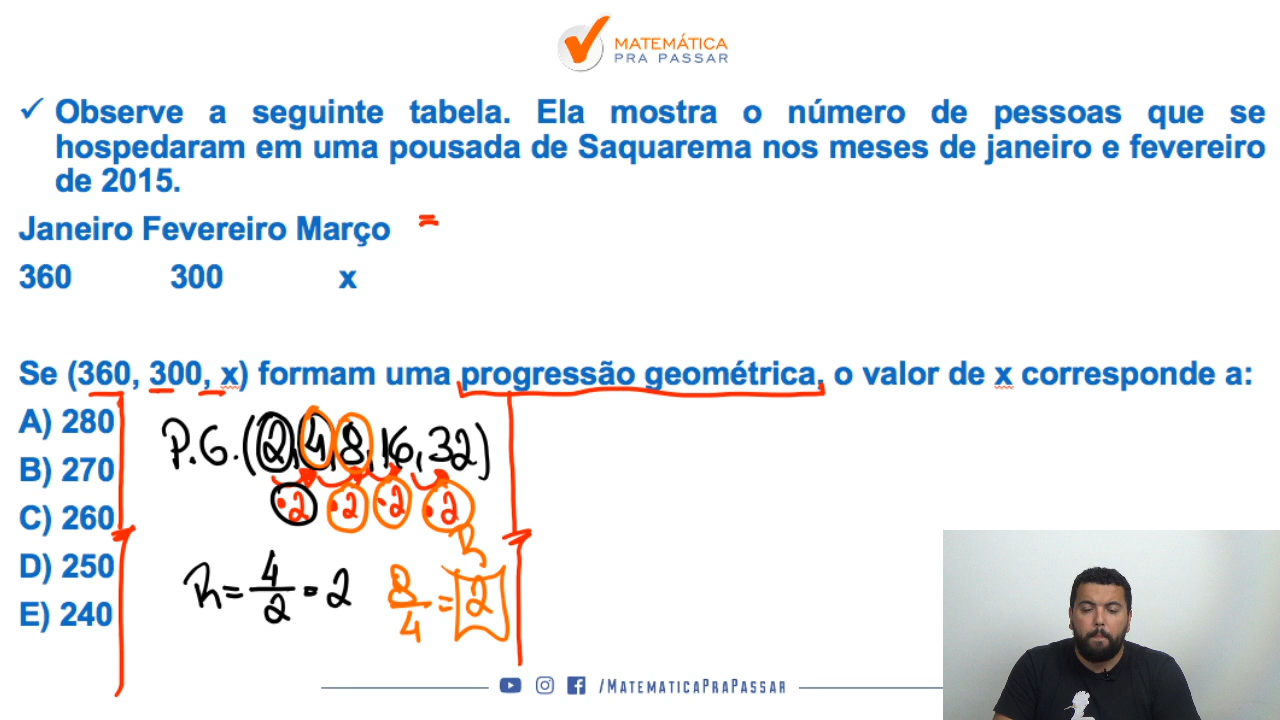 MATEMÁTICA
PRA PASSAR
✓ Observe a seguinte tabela. Ela mostra o número de pessoas que se
hospedaram em uma pousada de Saquarema nos meses de janeiro e fevereiro
de 2015.
Janeiro Fevereiro Março =
360 300 x
Se (360, 300, x) formam uma progressão geométrica, o valor de x corresponde a:
A) 280
B) 270
C) 260
D) 250
E) 240
P.G. (2, 4, 8, 16, 32)
·2 ·2 ·2 ·2
R
R = 4/2 = 2
8/4 = 2
/MATEMATICAPRAPASSAR